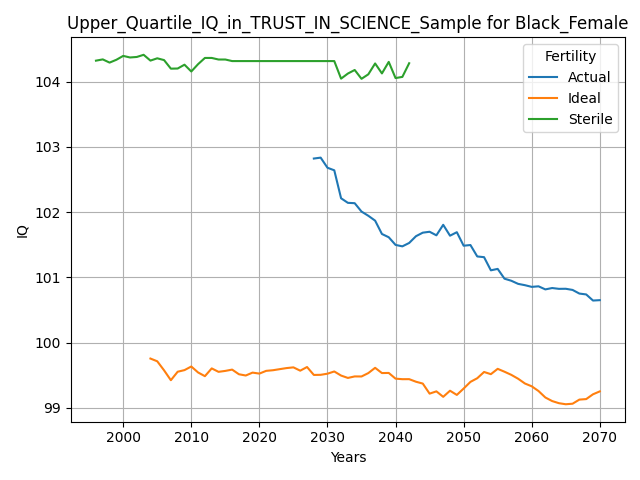 Upper_Quartile_IQ_in_TRUST_IN_SCIENCE_Sample for Black_Female
Fertility
Actual
Ideal
Sterile
IQ
104
103
102
101
100
99
2000 2010 2020 2030 2040 2050 2060 2070
Years